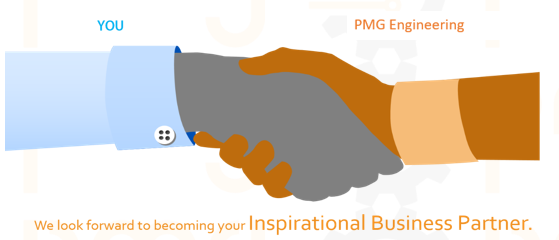 YOU
PMG Engineering
We look forward to becoming your Inspirational Business Partner.